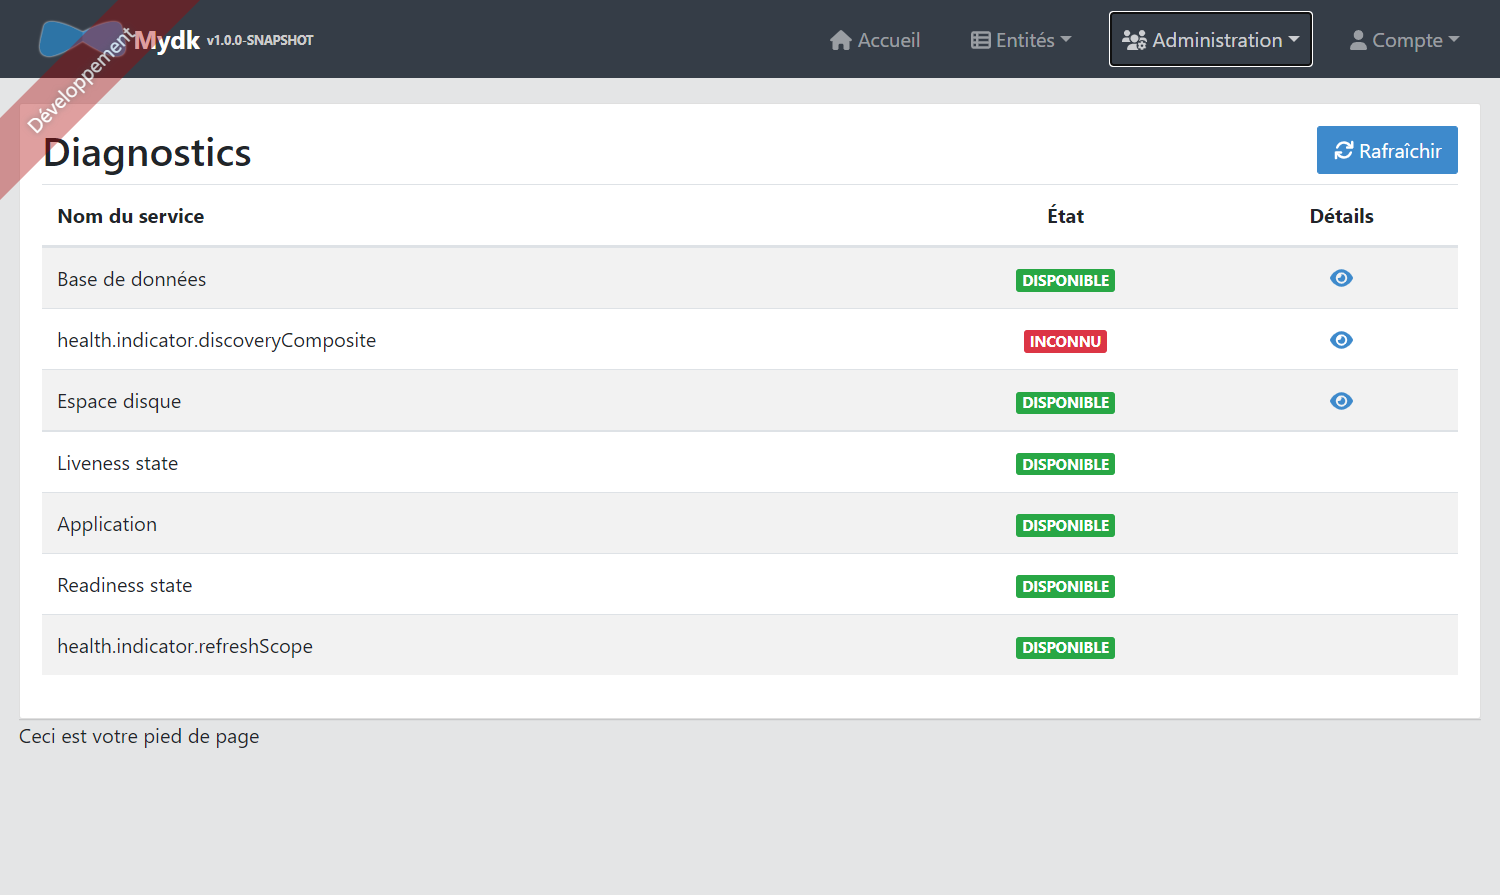 Développement
Mydk v1.0.0-SNAPSHOT
Accueil Entités Administration Compte
Diagnostics
Rafraîchir
Nom du service État Détails
Base de données DISPONIBLE
health.indicator.discoveryComposite INCONNU
Espace disque DISPONIBLE
Liveness state DISPONIBLE
Application DISPONIBLE
Readiness state DISPONIBLE
health.indicator.refreshScope DISPONIBLE
Ceci est votre pied de page